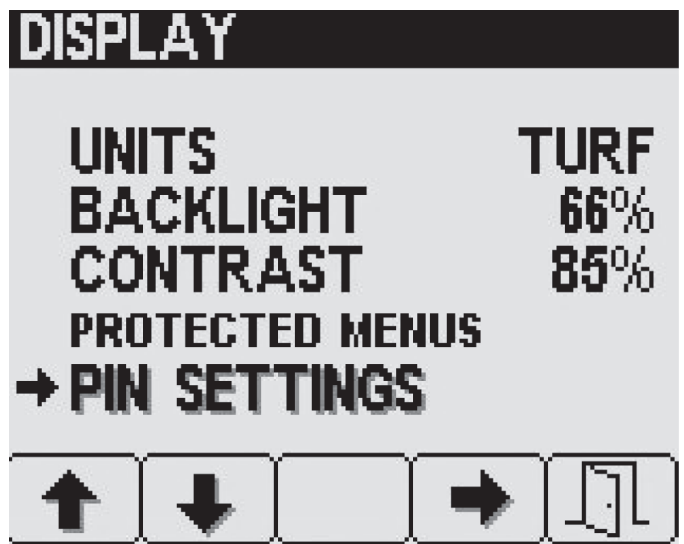 DISPLAY
UNITS TURF
BACKLIGHT 66%
CONTRAST 85%
PROTECTED MENUS
PIN SETTINGS